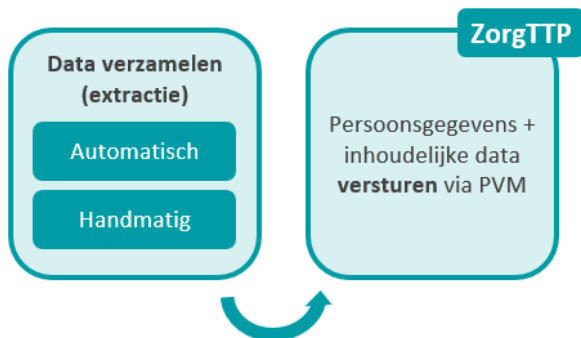 Data verzamelen
(extractie)
Automatisch
Handmatig
ZorgTTP
Persoonsgegevens +
inhoudelijke data
versturen via PVM